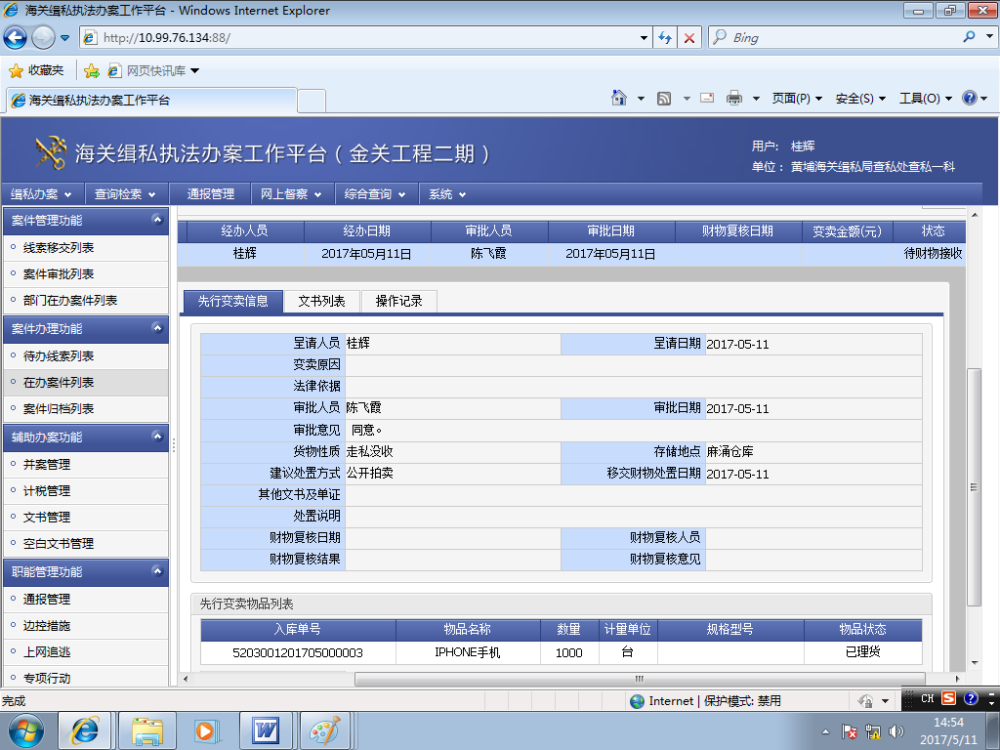 海关缉私执法办案工作平台 - Windows Internet Explorer
http://10.99.76.134:88/
Bing
收藏夹 网页快讯库
海关缉私执法办案工作平台 页面(P) 安全(S) 工具(O)
海关缉私执法办案工作平台（金关工程二期）
用户: 桂辉
单位： 黄埔海关缉私局查私处查私一科
缉私办案 查询检索 通报管理 网上督察 综合查询 系统
案件管理功能
线索移交列表
案件审批列表
部门在办案件列表
案件办理功能
待办线索列表
在办案件列表
案件归档列表
辅助办案功能
并案管理
计税管理
文书管理
空白文书管理
职能管理功能
通报管理
边控措施
上网追逃
专项行动
经办人员 经办日期 审批人员 审批日期 财物复核日期 变卖金额(元) 状态
桂辉 2017年05月11日 陈飞霞 2017年05月11日 待财物接收
先行变卖信息 文书列表 操作记录
呈请人员 桂辉 呈请日期 2017-05-11
变卖原因
法律依据
审批人员 陈飞霞 审批日期 2017-05-11
审批意见 同意。
货物性质 走私没收 存储地点 麻涌仓库
建议处置方式 公开拍卖 移交财物处置日期 2017-05-11
其他文书及单证
处置说明
财物复核日期 财物复核人员
财物复核结果 财物复核意见
先行变卖物品列表
入库单号 物品名称 数量 计量单位 规格型号 物品状态
5203001201705000003 IPHONE手机 1000 台 已理货
完成 Internet | 保护模式: 禁用 CH
14:54
2017/5/11